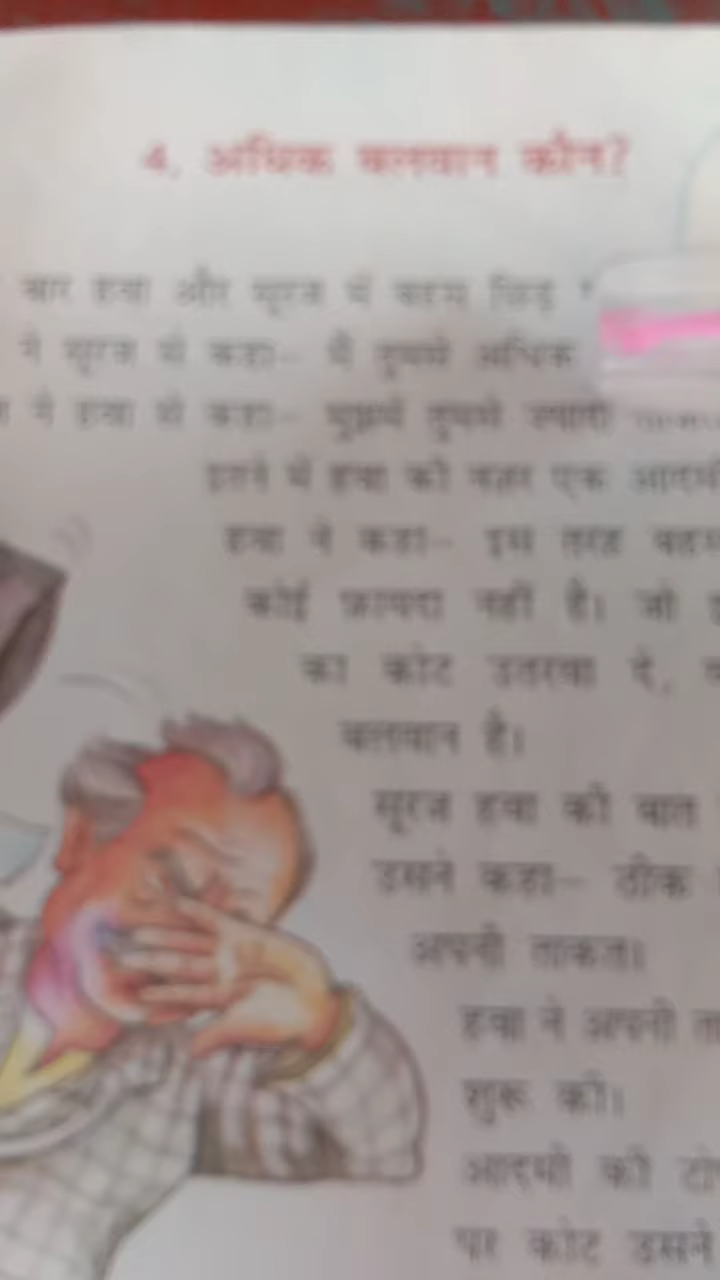 4. अधिक बलवान कौन?
बार हवा और सूरज में बहस छिड़
ने सूरज से कहा- मैं तुमसे अधिक
ने हवा से कहा- मुझमें तुमसे ज़्यादा
इतने में हवा की नज़र एक आदमी
हवा ने कहा- इस तरह बहस
कोई फ़ायदा नहीं है। जो
का कोट उतरवा दे,
बलवान है।
सूरज हवा की बात
उसने कहा- ठीक
अपनी ताकत।
हवा ने अपनी
शुरू की।
आदमी की
पर कोट उसने